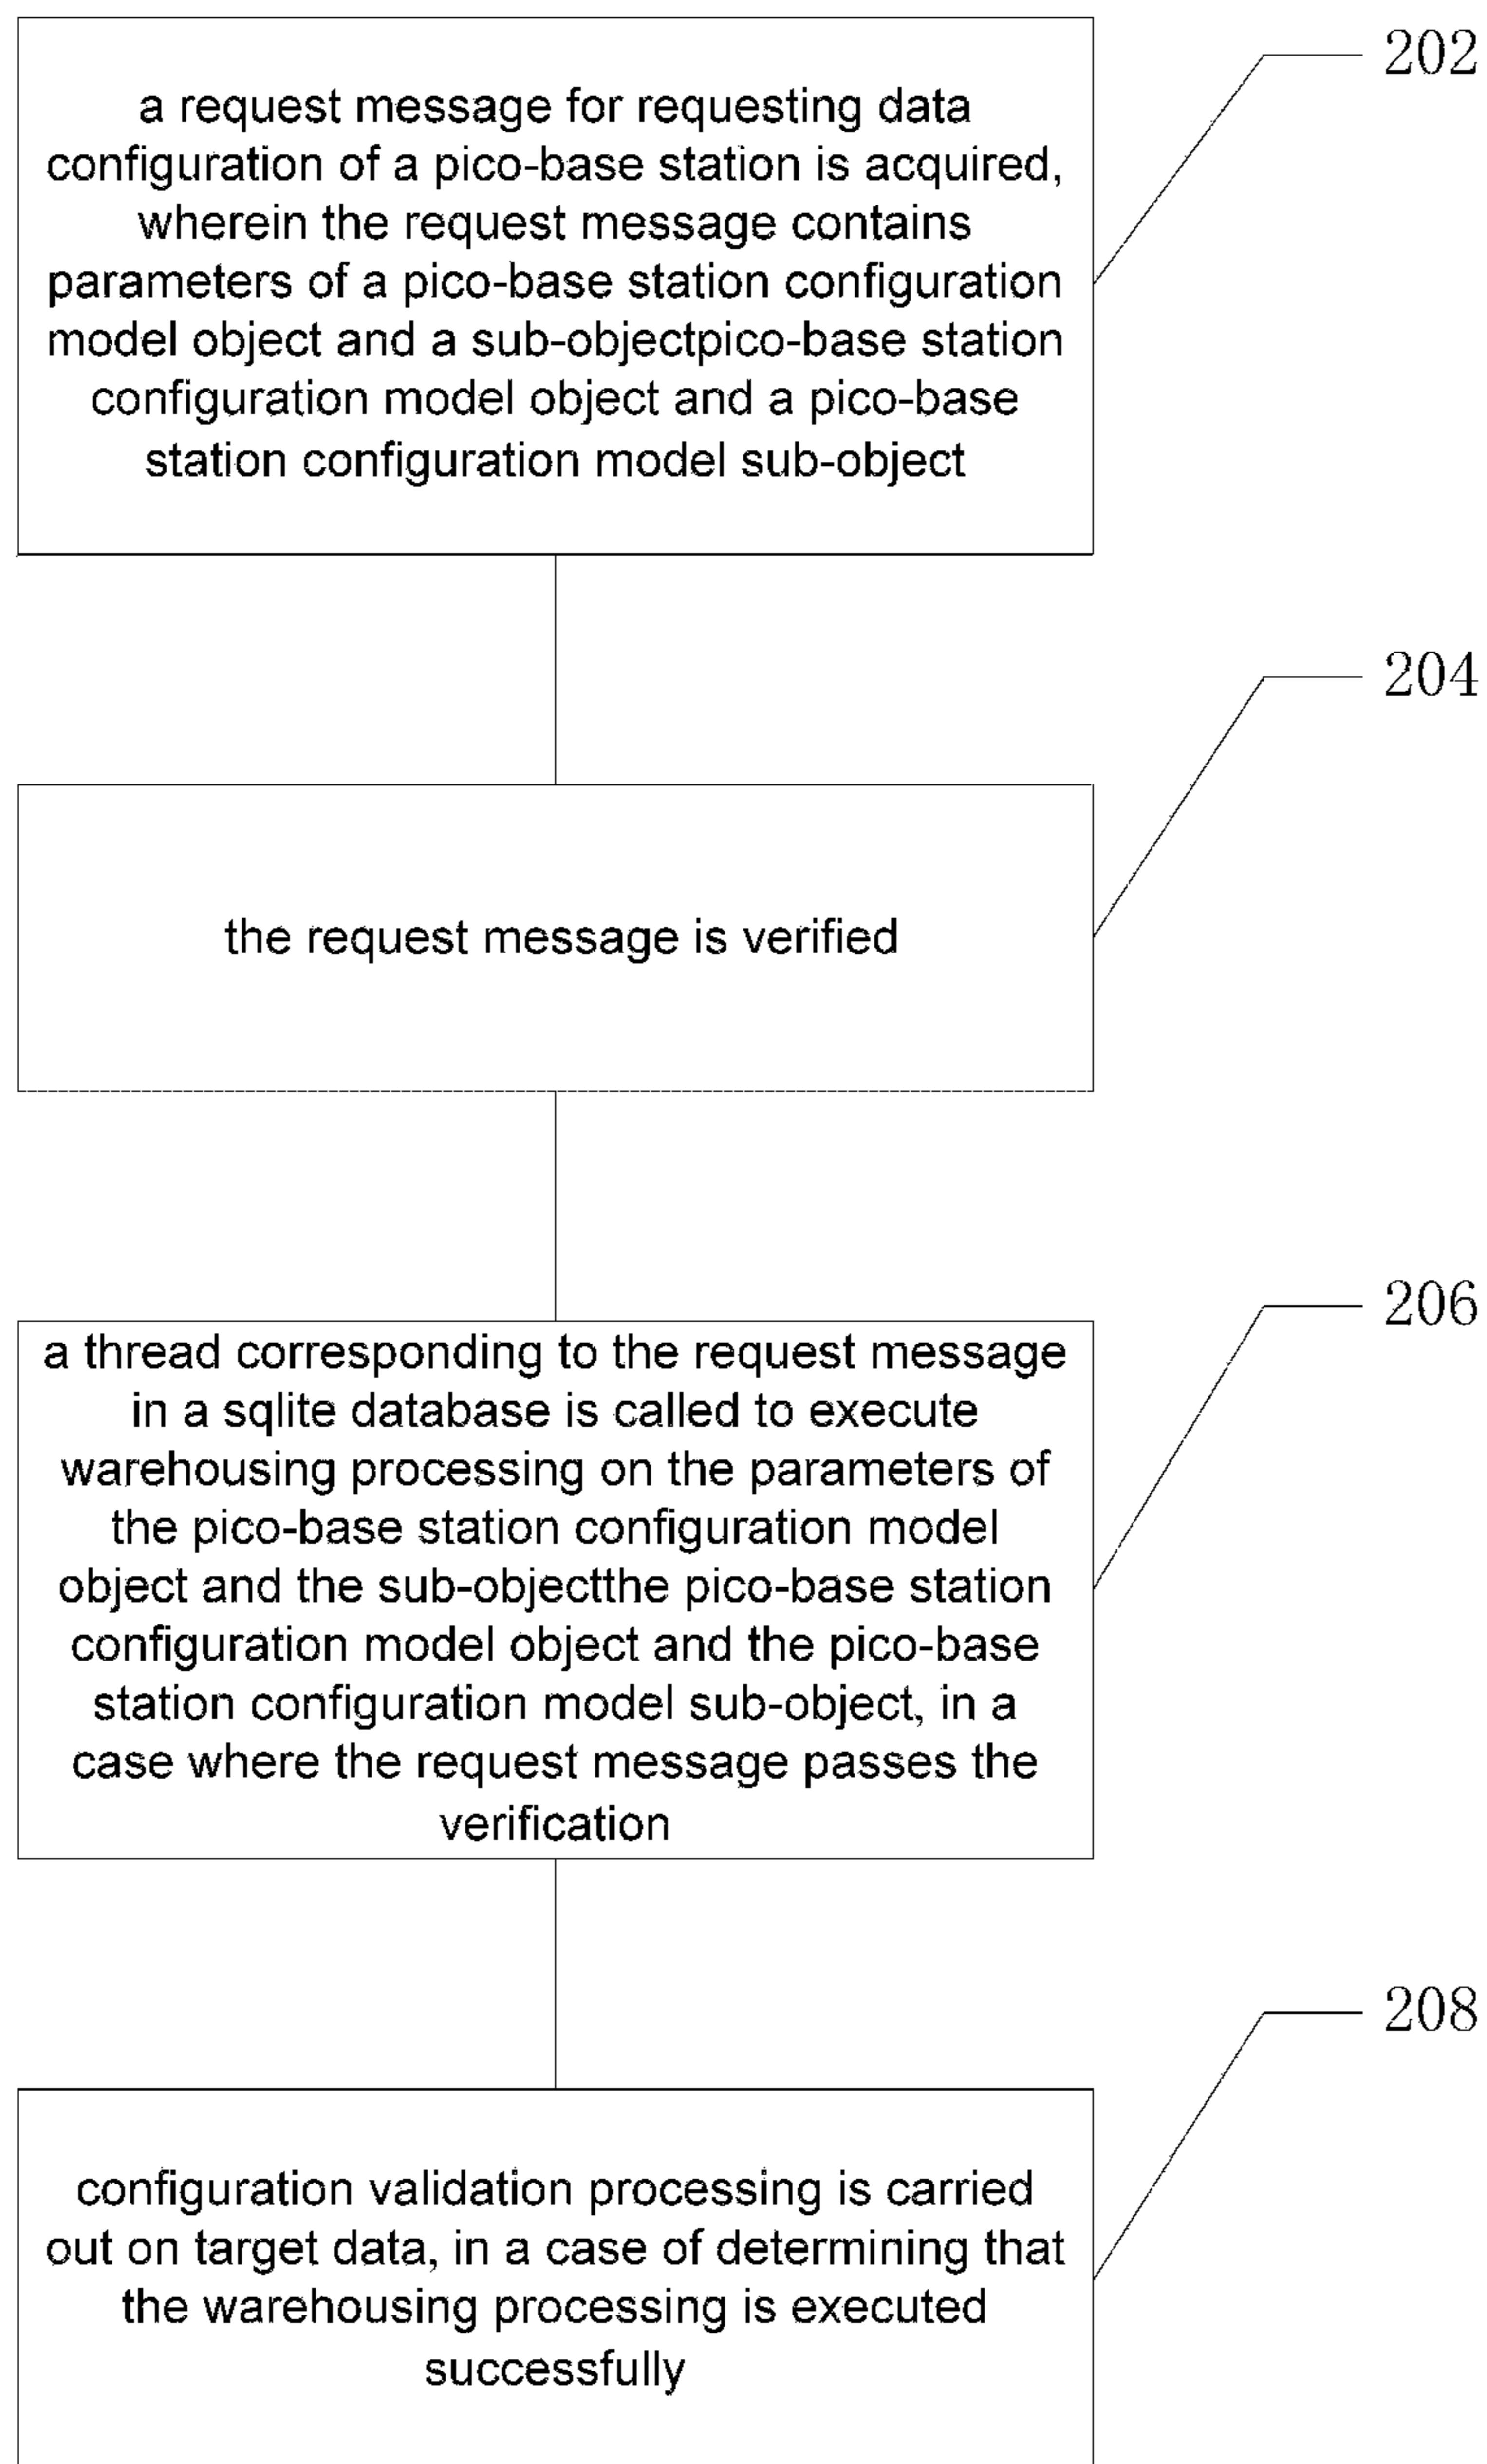 a request message for requesting data
configuration of a pico-base station is acquired,
wherein the request message contains
parameters of a pico-base station configuration
model object and a sub-objectpico-base station
configuration model object and a pico-base
station configuration model sub-object
202
the request message is verified
204
a thread corresponding to the request message
in a sqlite database is called to execute
warehousing processing on the parameters of
the pico-base station configuration model
object and the sub-objectthe pico-base station
configuration model object and the pico-base
station configuration model sub-object, in a
case where the request message passes the
verification
206
configuration validation processing is carried
out on target data, in a case of determining that
the warehousing processing is executed
successfully
208